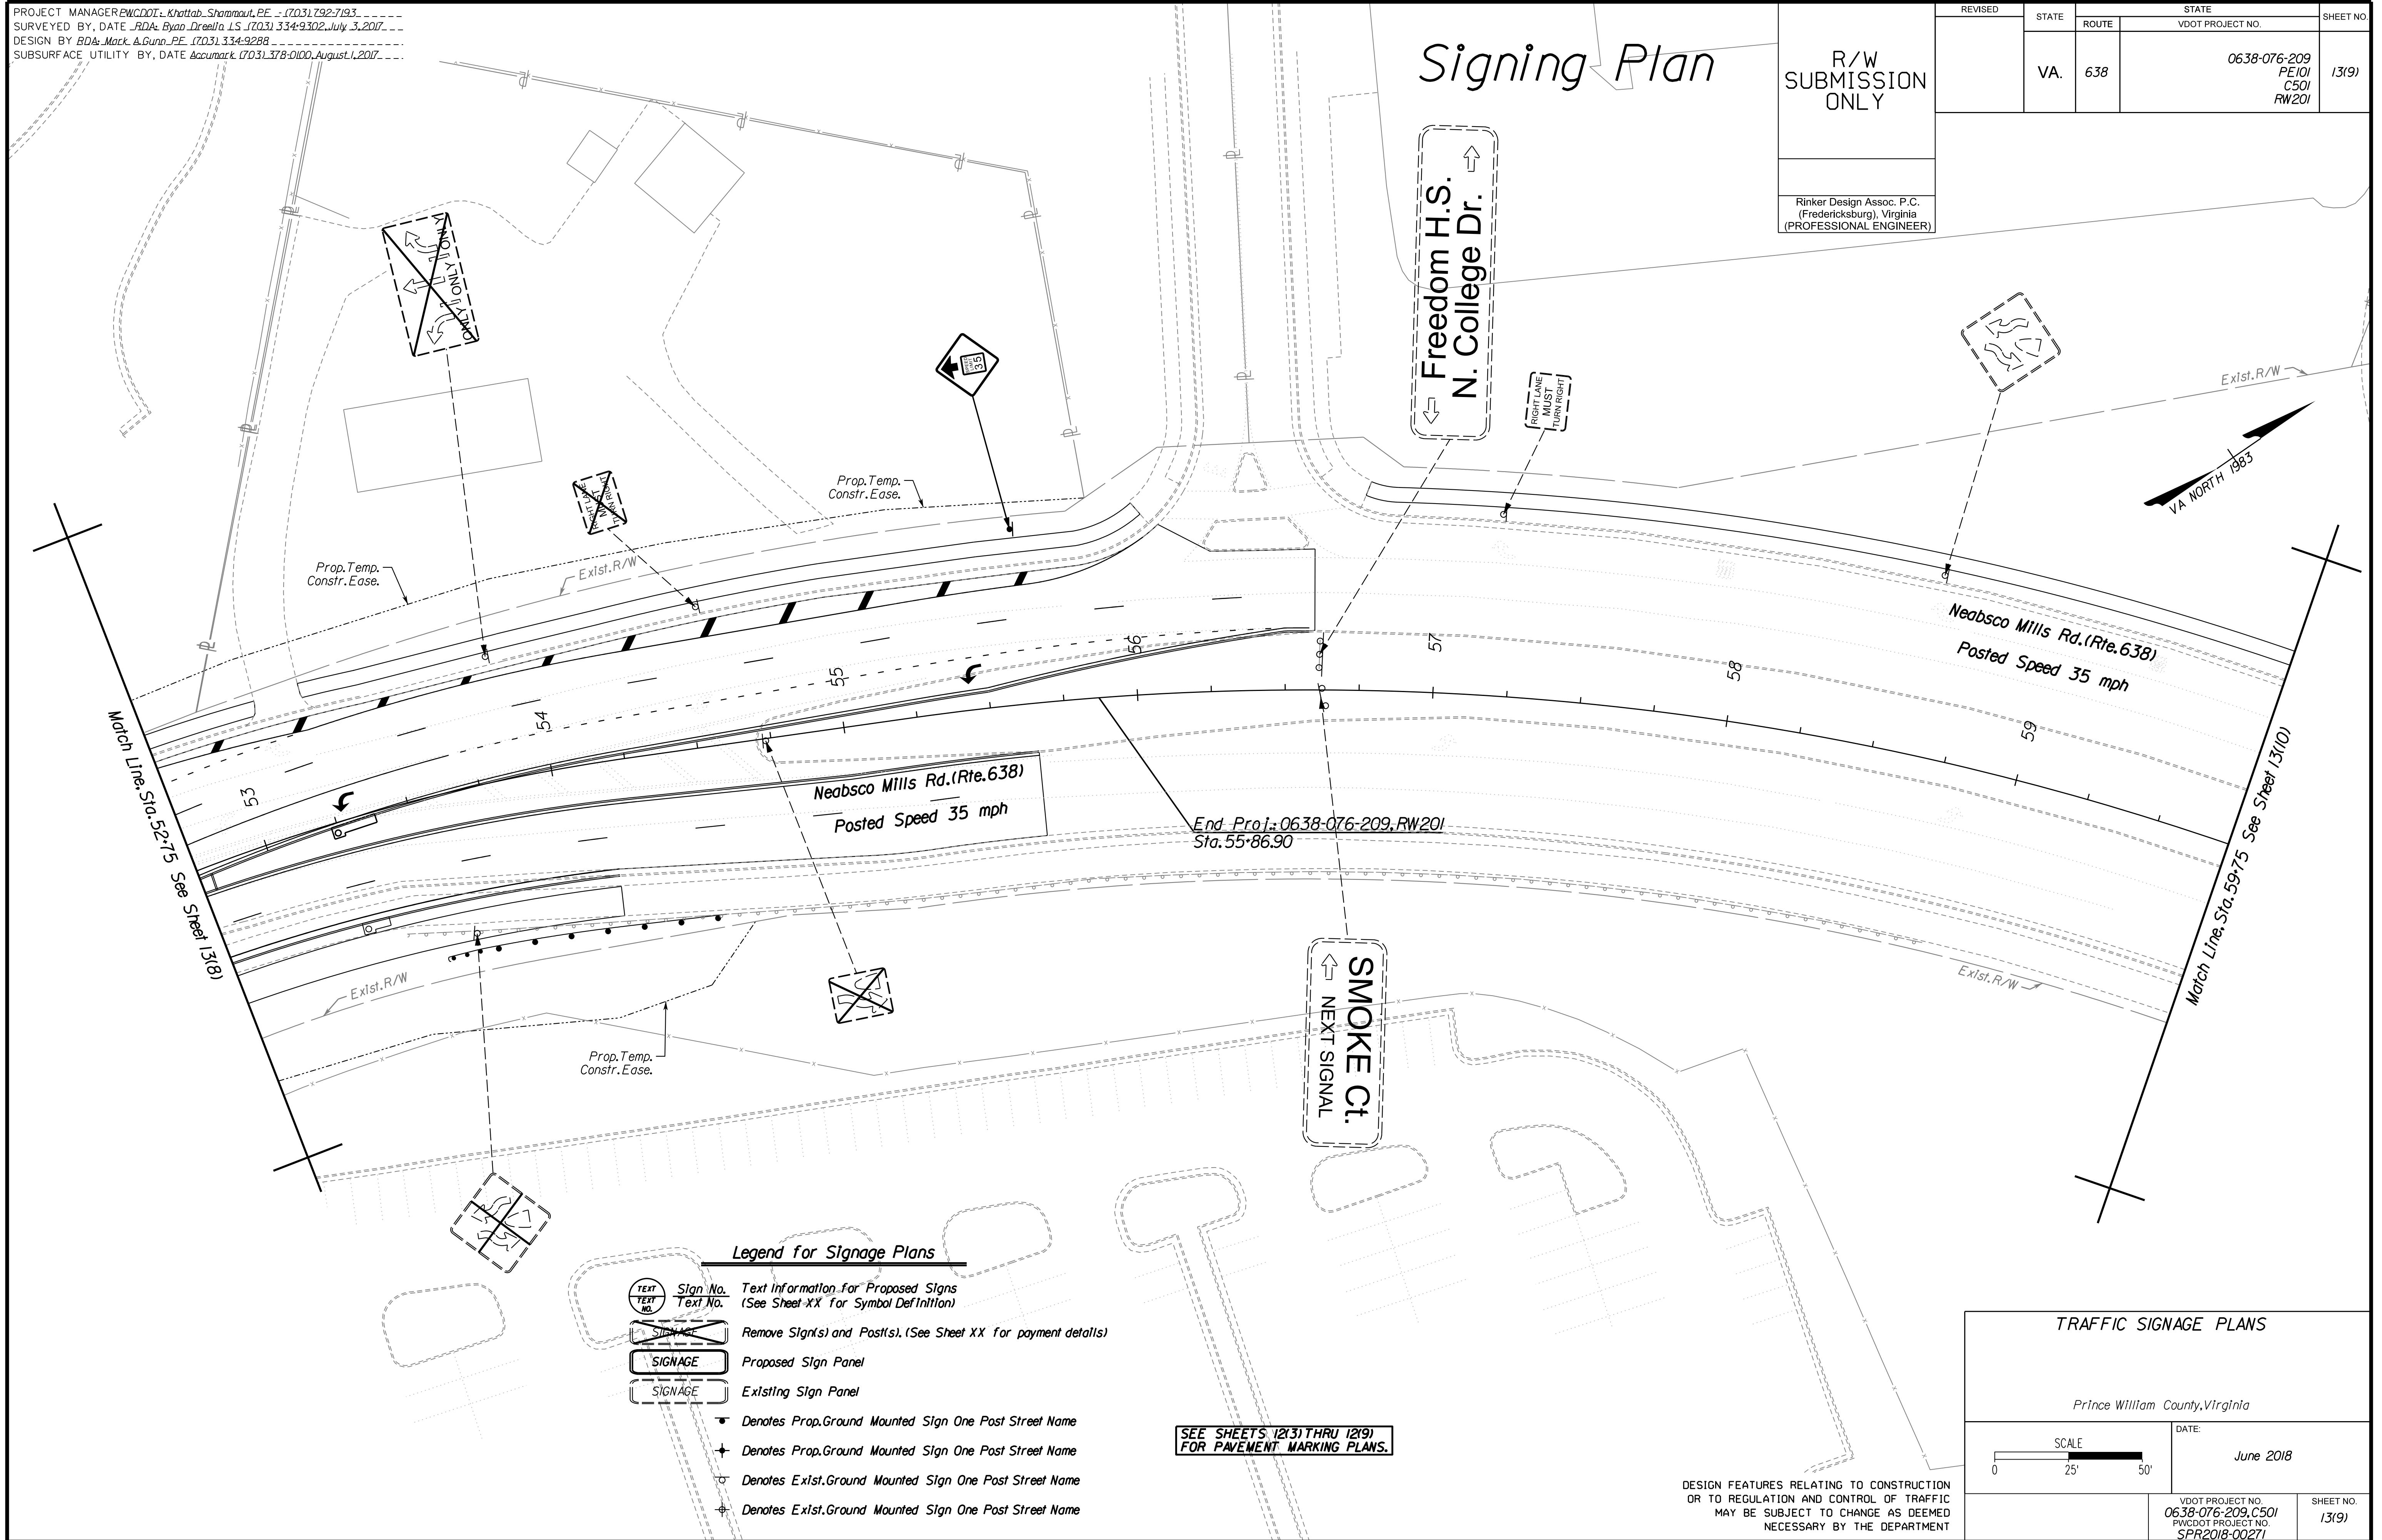 PROJECT MANAGER PWCDOT: Khattab Shammout, P.E. - (703) 792-7193
SURVEYED BY, DATE RDA: Ryan Dreelin LS (703) 334-9302, July 3, 2017
DESIGN BY RDA: Mark A. Gunn P.E. (703) 334-9288
SUBSURFACE UTILITY BY, DATE Accumark (703) 378-0100, August 1, 2017
Signing Plan
R/W
SUBMISSION
ONLY
Rinker Design Assoc. P.C.
(Fredericksburg), Virginia
(PROFESSIONAL ENGINEER)
REVISED
STATE
STATE
ROUTE
VDOT PROJECT NO.
SHEET NO.
VA.
638
0638-076-209
PE101
C501
RW201
13(9)
ONLY ONLY ONLY
RIGHT LANE
MUST
TURN RIGHT
SPEED
LIMIT
35
Freedom H.S.
N. College Dr.
RIGHT LANE
MUST
TURN RIGHT
Exist. R/W
VA NORTH 1983
Prop. Temp.
Constr. Ease.
Prop. Temp.
Constr. Ease.
Exist. R/W
Match Line, Sta. 52+75 See Sheet 13(8)
53
54
55
56
57
58
59
Neabsco Mills Rd. (Rte. 638)
Posted Speed 35 mph
Neabsco Mills Rd. (Rte. 638)
Posted Speed 35 mph
End Proj.: 0638-076-209, RW201
Sta. 55+86.90
Match Line, Sta. 59+75 See Sheet 13(10)
Exist. R/W
Exist. R/W
Prop. Temp.
Constr. Ease.
SMOKE Ct.
NEXT SIGNAL
Legend for Signage Plans
TEXT
TEXT
NO.
Sign No.
Text No.
Text Information for Proposed Signs
(See Sheet XX for Symbol Definition)
SIGNAGE
Remove Sign(s) and Post(s). (See Sheet XX for payment details)
SIGNAGE
Proposed Sign Panel
SIGNAGE
Existing Sign Panel
Denotes Prop. Ground Mounted Sign One Post Street Name
Denotes Prop. Ground Mounted Sign One Post Street Name
Denotes Exist. Ground Mounted Sign One Post Street Name
Denotes Exist. Ground Mounted Sign One Post Street Name
SEE SHEETS 12(3) THRU 12(9)
FOR PAVEMENT MARKING PLANS.
DESIGN FEATURES RELATING TO CONSTRUCTION
OR TO REGULATION AND CONTROL OF TRAFFIC
MAY BE SUBJECT TO CHANGE AS DEEMED
NECESSARY BY THE DEPARTMENT
TRAFFIC SIGNAGE PLANS
Prince William County, Virginia
SCALE
0 25' 50'
DATE:
June 2018
VDOT PROJECT NO.
0638-076-209, C501
PWCDOT PROJECT NO.
SPR2018-00271
SHEET NO.
13(9)